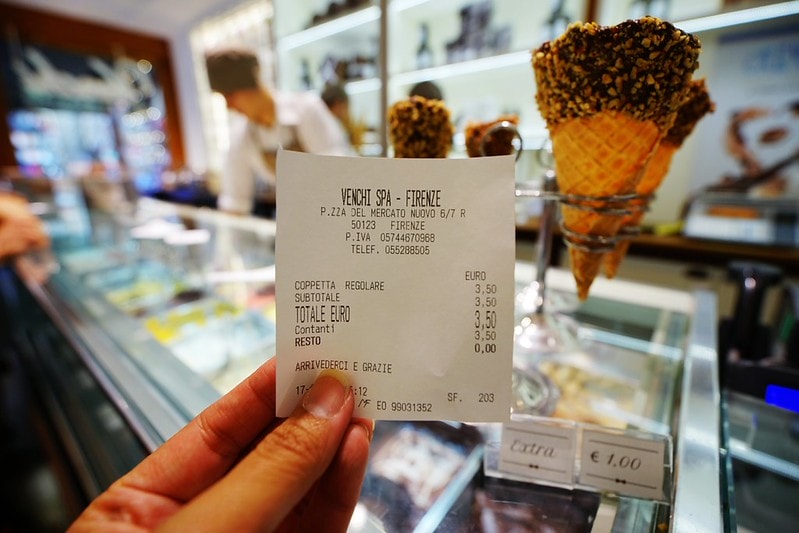 VENCHI SPA - FIRENZE
P.ZZA DEL MERCATO NUOVO 6/7 R
50123 FIRENZE
P.IVA 05744670968
TELEF. 055288505
EURO
COPPETTA REGOLARE 3,50
SUBTOTALE 3,50
TOTALE EURO 3,50
Contanti 3,50
RESTO 0,00
ARRIVEDERCI E GRAZIE
SF. 203
EO 99031352
Extra
€ 1.00